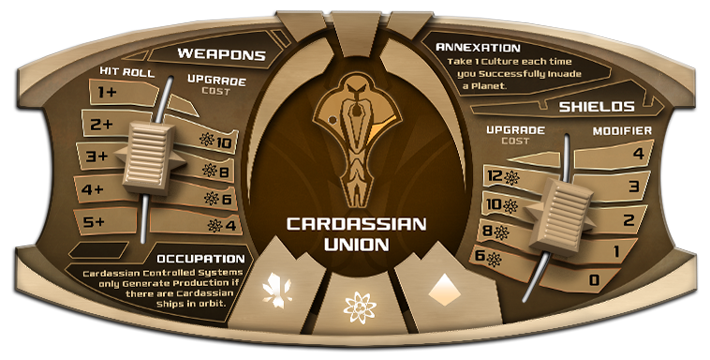 WEAPONS
HIT ROLL
UPGRADE
COST
1+
2+
10
3+
8
4+
6
5+
4
OCCUPATION
Cardassian Controlled Systems
only Generate Production if
there are Cardassian
Ships in orbit.
CARDASSIAN
UNION
ANNEXATION
Take 1 Culture each time
you Successfully Invade
a Planet.
SHIELDS
UPGRADE
COST
MODIFIER
4
12
3
10
2
8
1
6
0